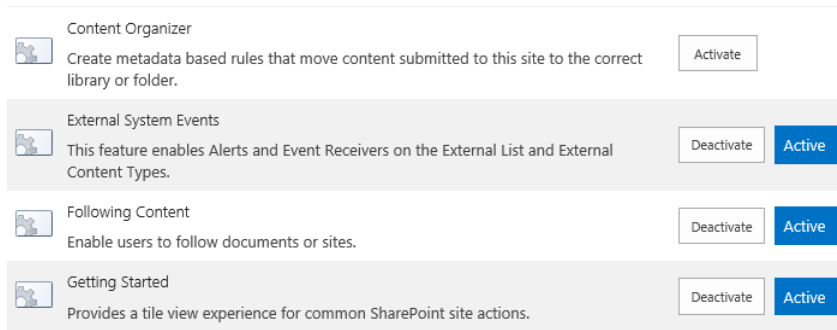 Content Organizer
Create metadata based rules that move content submitted to this site to the correct
library or folder.
Activate
External System Events
This feature enables Alerts and Event Receivers on the External List and External
Content Types.
Deactivate
Active
Following Content
Enable users to follow documents or sites.
Deactivate
Active
Getting Started
Provides a tile view experience for common SharePoint site actions.
Deactivate
Active